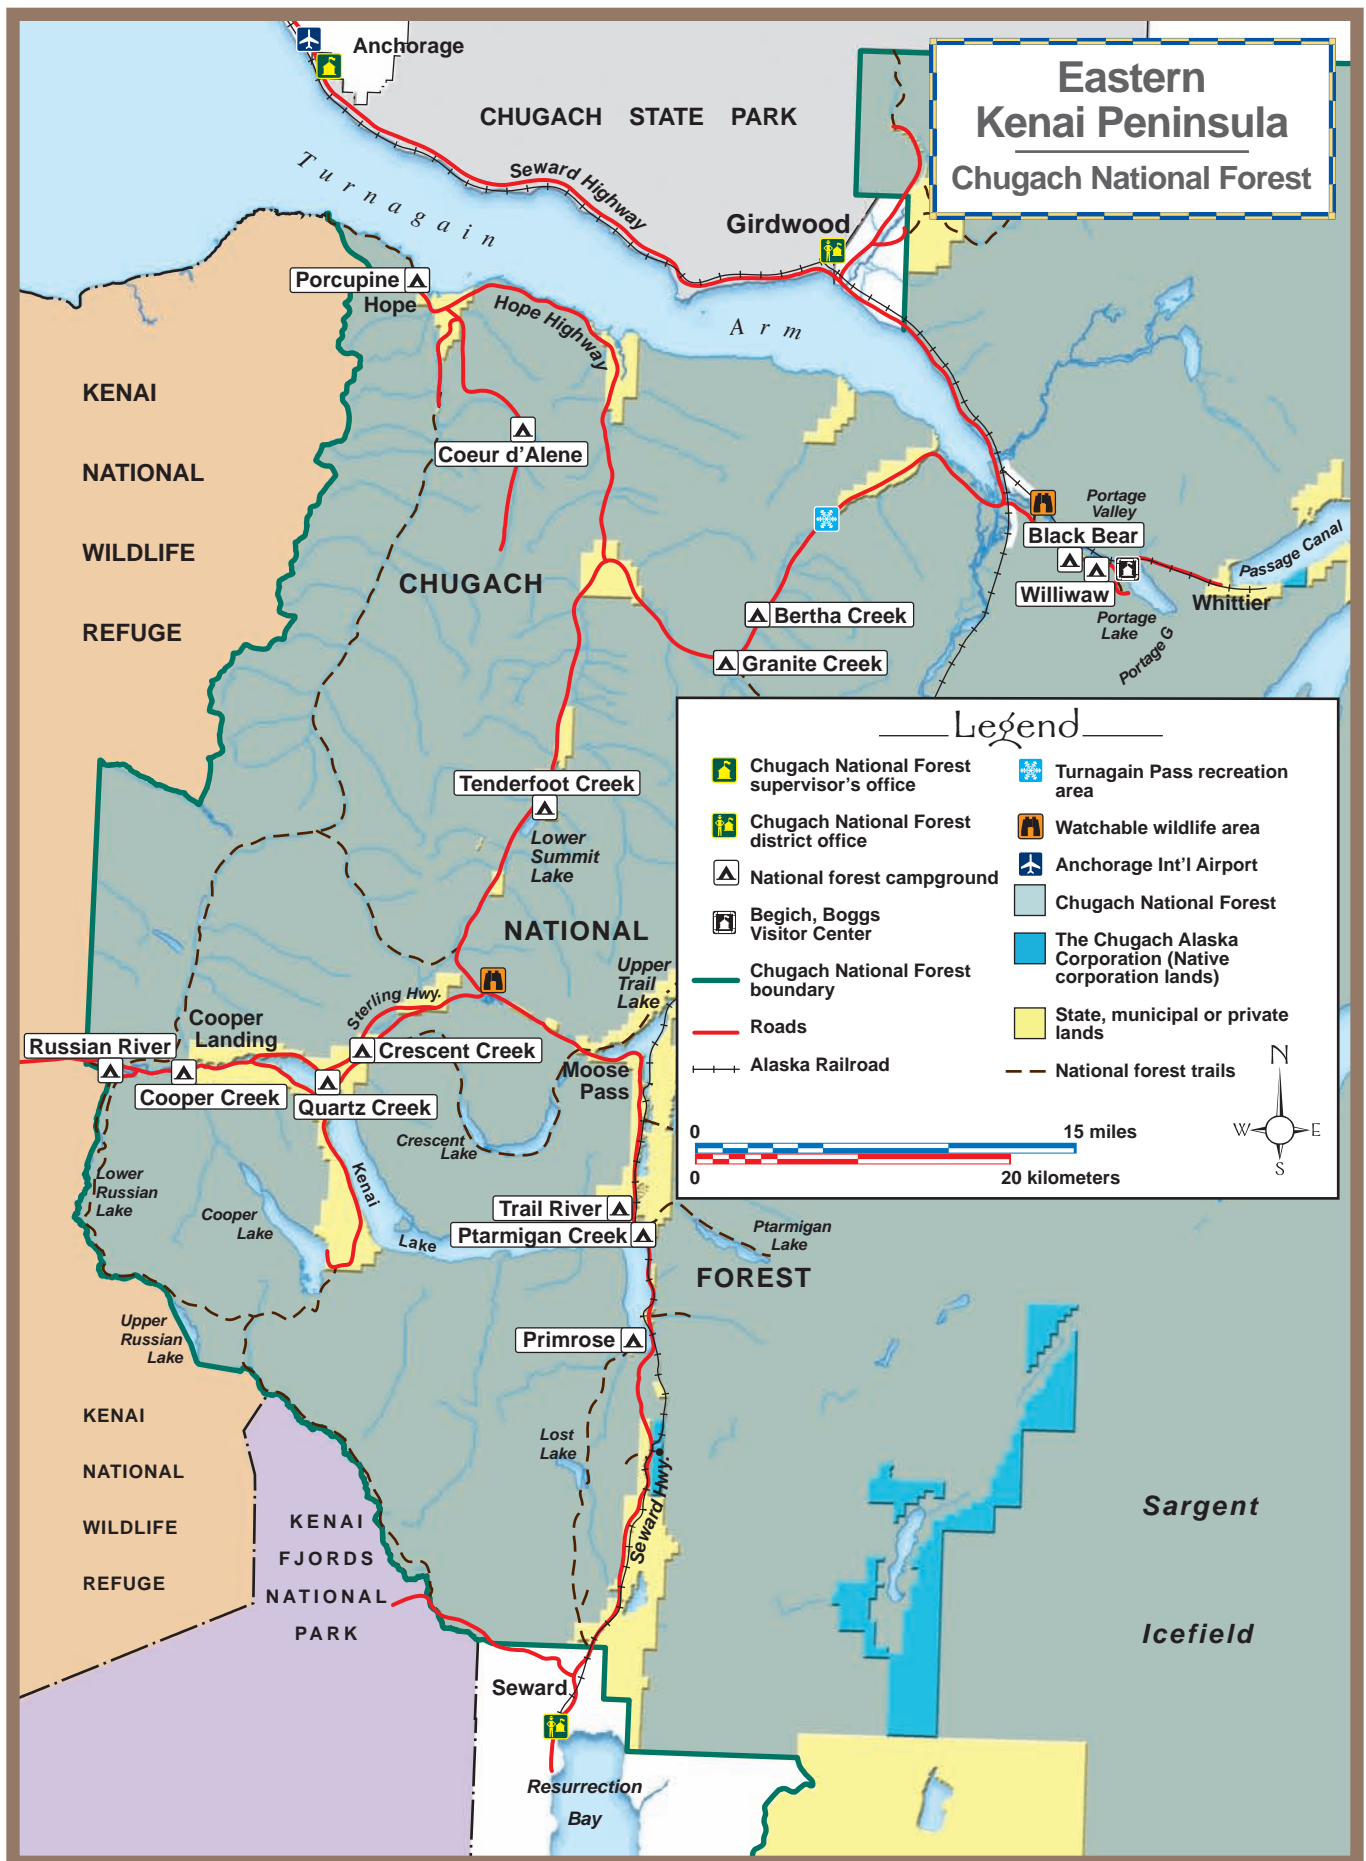 Anchorage
Eastern
Kenai Peninsula
Chugach National Forest
CHUGACH STATE PARK
Turnagain
Seward Highway
Girdwood
Porcupine
Hope
Hope Highway
Arm
KENAI
NATIONAL
WILDLIFE
REFUGE
Coeur d'Alene
Portage
Valley
Black Bear
Passage Canal
CHUGACH
Williwaw
Whittier
Bertha Creek
Portage
Lake
Portage G
Granite Creek
Legend
Chugach National Forest
supervisor's office
Chugach National Forest
district office
National forest campground
Begich, Boggs
Visitor Center
Chugach National Forest
boundary
Roads
Alaska Railroad
Turnagain Pass recreation
area
Watchable wildlife area
Anchorage Int'l Airport
Chugach National Forest
The Chugach Alaska
Corporation (Native
corporation lands)
State, municipal or private
lands
National forest trails
N
W
E
S
0
15 miles
0
20 kilometers
Tenderfoot Creek
Lower
Summit
Lake
NATIONAL
Upper
Trail
Lake
Sterling Hwy.
Cooper
Landing
Russian River
Crescent Creek
Moose
Pass
Cooper Creek
Quartz Creek
Crescent
Lake
Lower
Russian
Lake
Kenai
Lake
Cooper
Lake
Trail River
Ptarmigan Creek
Ptarmigan
Lake
FOREST
Upper
Russian
Lake
Primrose
KENAI
NATIONAL
WILDLIFE
REFUGE
Lost
Lake
Seward Hwy.
KENAI
FJORDS
NATIONAL
PARK
Sargent
Icefield
Seward
Resurrection
Bay